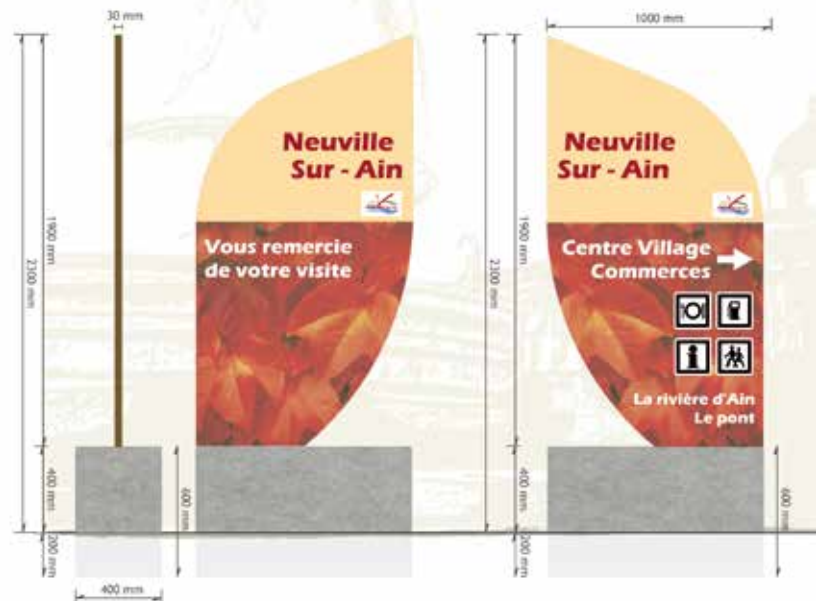 30 mm
1900 mm
2300 mm
400 mm
200 mm
600 mm
400 mm
Neuville
Sur - Ain
Vous remercie
de votre visite
1000 mm
2300 mm
1900 mm
400 mm
200 mm
600 mm
Neuville
Sur - Ain
Centre Village
Commerces
i
La rivière d'Ain
Le pont